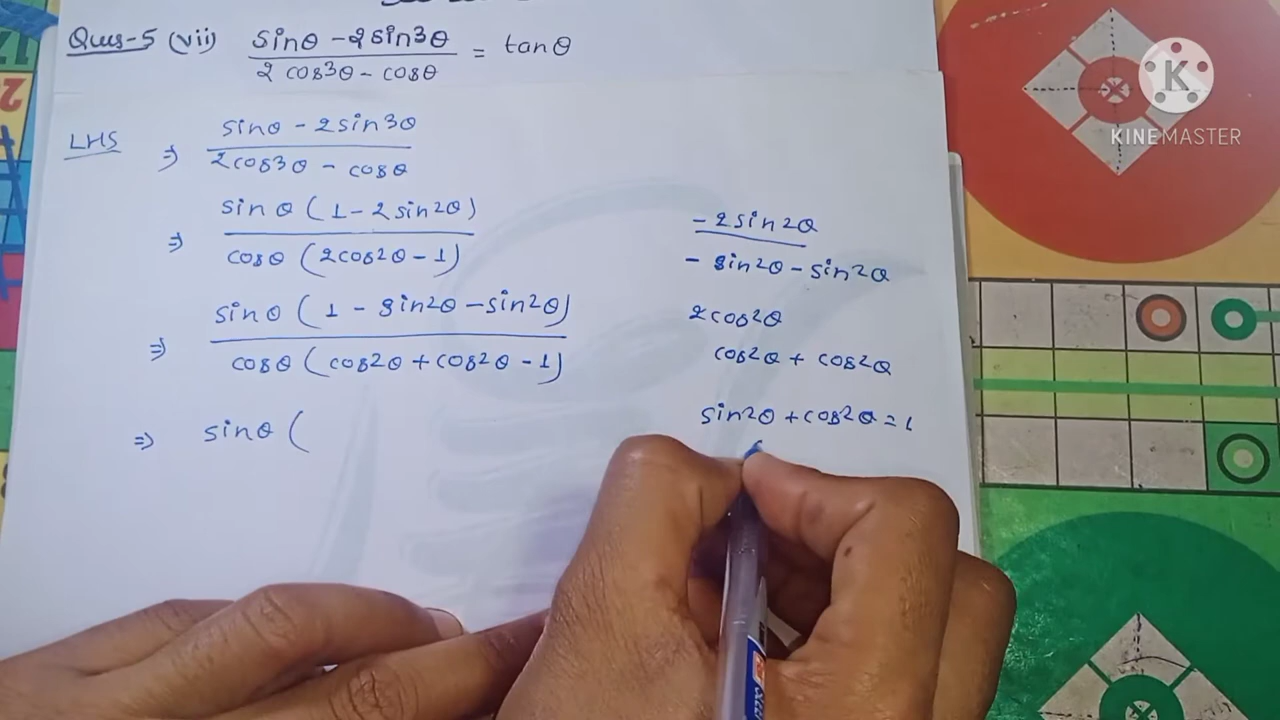 Ques-5 (vii) sinθ - 2sin3θ / 2cos3θ - cosθ = tanθ
LHS ⇒ sinθ - 2sin3θ / 2cos3θ - cosθ
⇒ sinθ (1 - 2sin2θ) / cosθ (2cos2θ - 1)
⇒ sinθ (1 - sin2θ - sin2θ) / cosθ (cos2θ + cos2θ - 1)
⇒ sinθ (
- 2sin2θ
- sin2θ - sin2θ
2cos2θ
cos2θ + cos2θ
sin2θ + cos2θ = 1
K
KINEMASTER